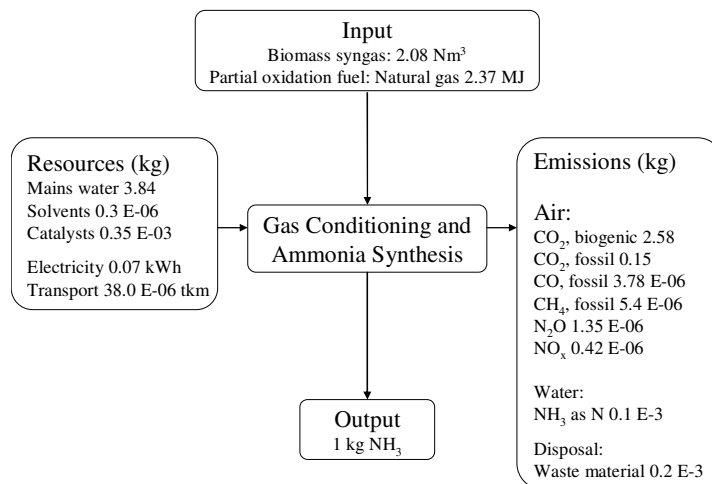 Input
Biomass syngas: 2.08 Nm³
Partial oxidation fuel: Natural gas 2.37 MJ
Resources (kg)
Mains water 3.84
Solvents 0.3 E-06
Catalysts 0.35 E-03
Electricity 0.07 kWh
Transport 38.0 E-06 tkm
Gas Conditioning and
Ammonia Synthesis
Output
1 kg NH₃
Emissions (kg)
Air:
CO₂, biogenic 2.58
CO₂, fossil 0.15
CO, fossil 3.78 E-06
CH₄, fossil 5.4 E-06
N₂O 1.35 E-06
NOₓ 0.42 E-06
Water:
NH₃ as N 0.1 E-3
Disposal:
Waste material 0.2 E-3